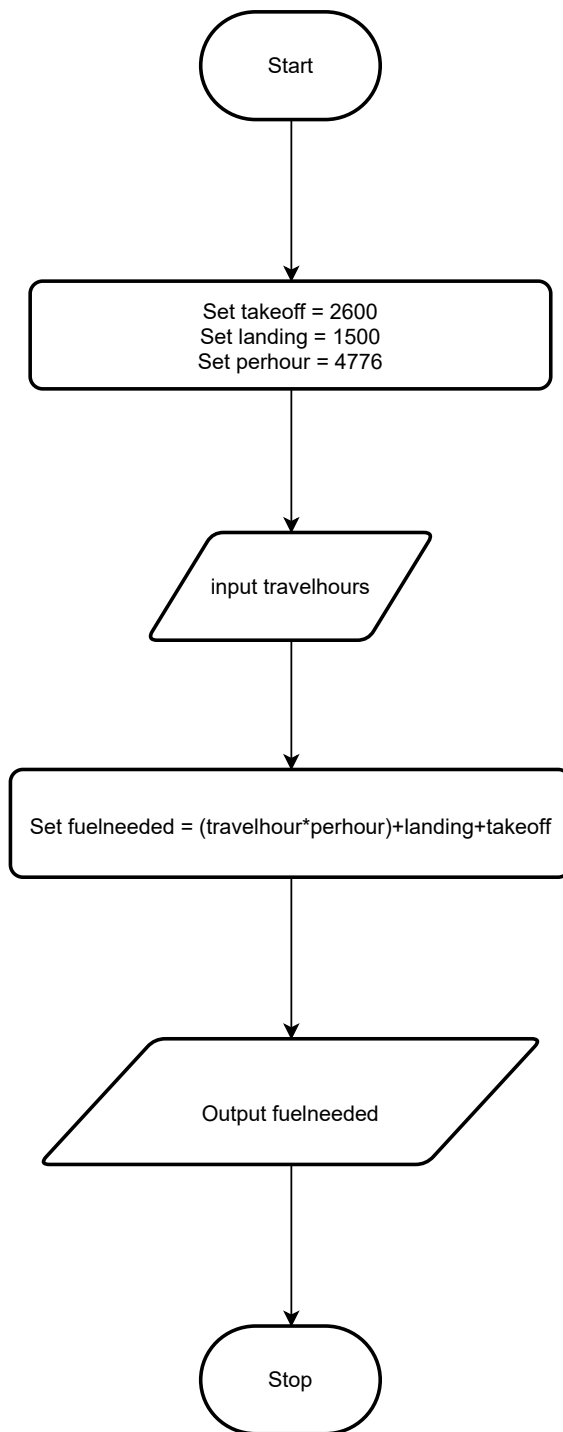 Start
Set takeoff = 2600
Set landing = 1500
Set perhour = 4776
input travelhours
Set fuelneeded = (travelhour*perhour)+landing+takeoff
Output fuelneeded
Stop